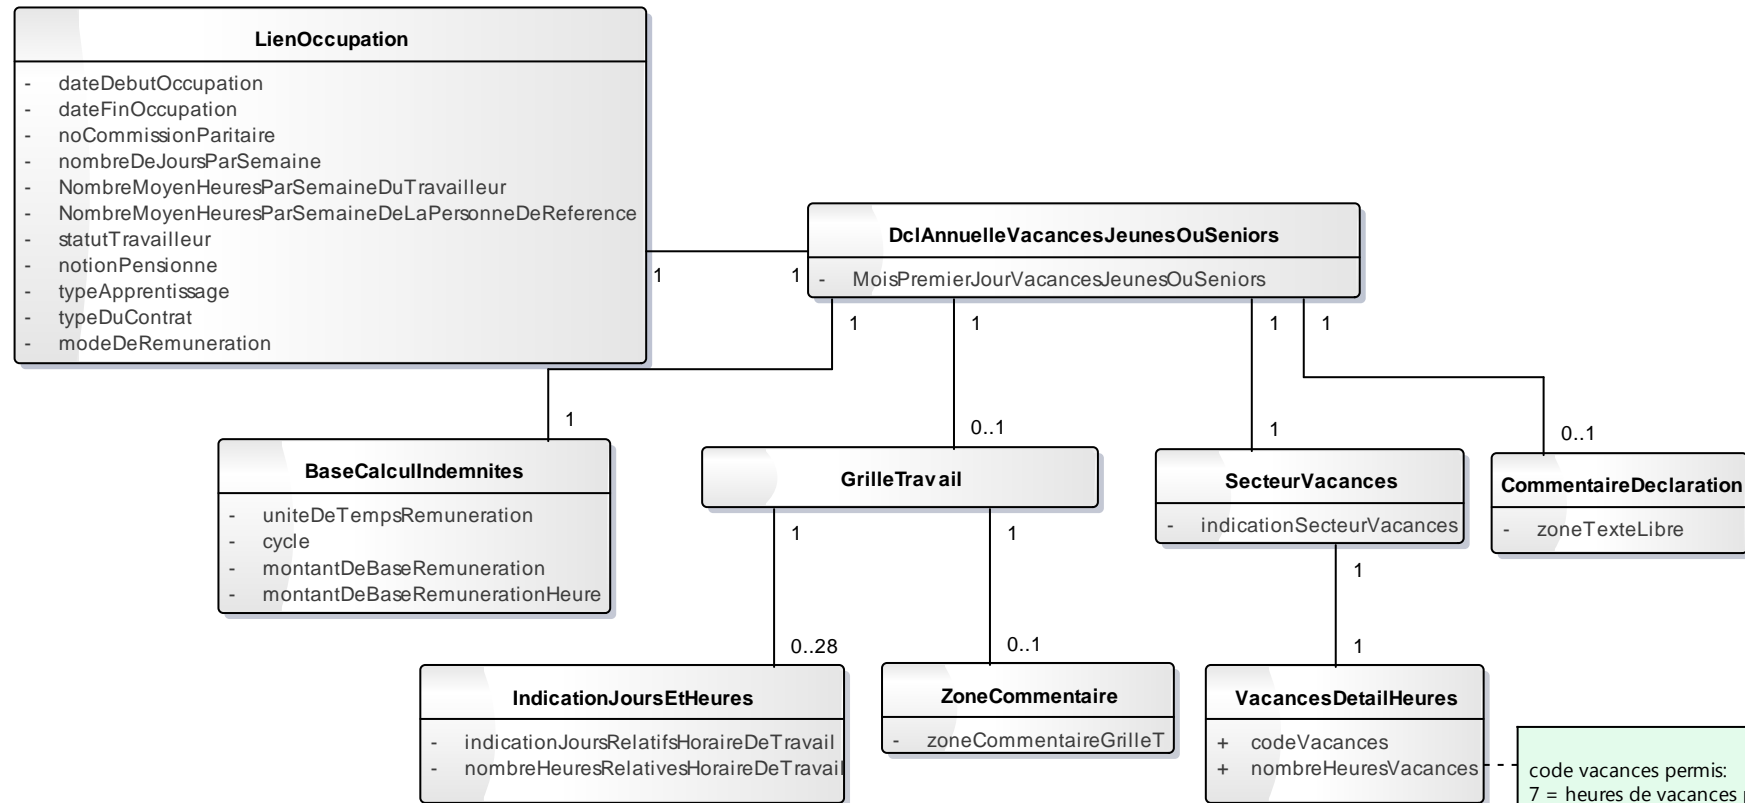 LienOccupation
- dateDebutOccupation
- dateFinOccupation
- noCommissionParitaire
- nombreDeJoursParSemaine
- NombreMoyenHeuresParSemaineDuTravailleur
- NombreMoyenHeuresParSemaineDeLaPersonneDeReference
- statutTravailleur
- notionPensionne
- typeApprentissage
- typeDuContrat
- modeDeRemuneration
1 1
DclAnnuelleVacancesJeunesOuSeniors
- MoisPremierJourVacancesJeunesOuSeniors
1 1 1 1
1 0..1 1 0..1
BaseCalculIndemnites
- uniteDeTempsRemuneration
- cycle
- montantDeBaseRemuneration
- montantDeBaseRemunerationHeure
GrilleTravail
SecteurVacances
- indicationSecteurVacances
CommentaireDeclaration
- zoneTexteLibre
1 1 1
0..28 0..1 1
IndicationJoursEtHeures
- indicationJoursRelatifsHoraireDeTravail
- nombreHeuresRelativesHoraireDeTravail
ZoneCommentaire
- zoneCommentaireGrilleT
VacancesDetailHeures
+ codeVacances
+ nombreHeuresVacances
code vacances permis:
7 = heures de vacances